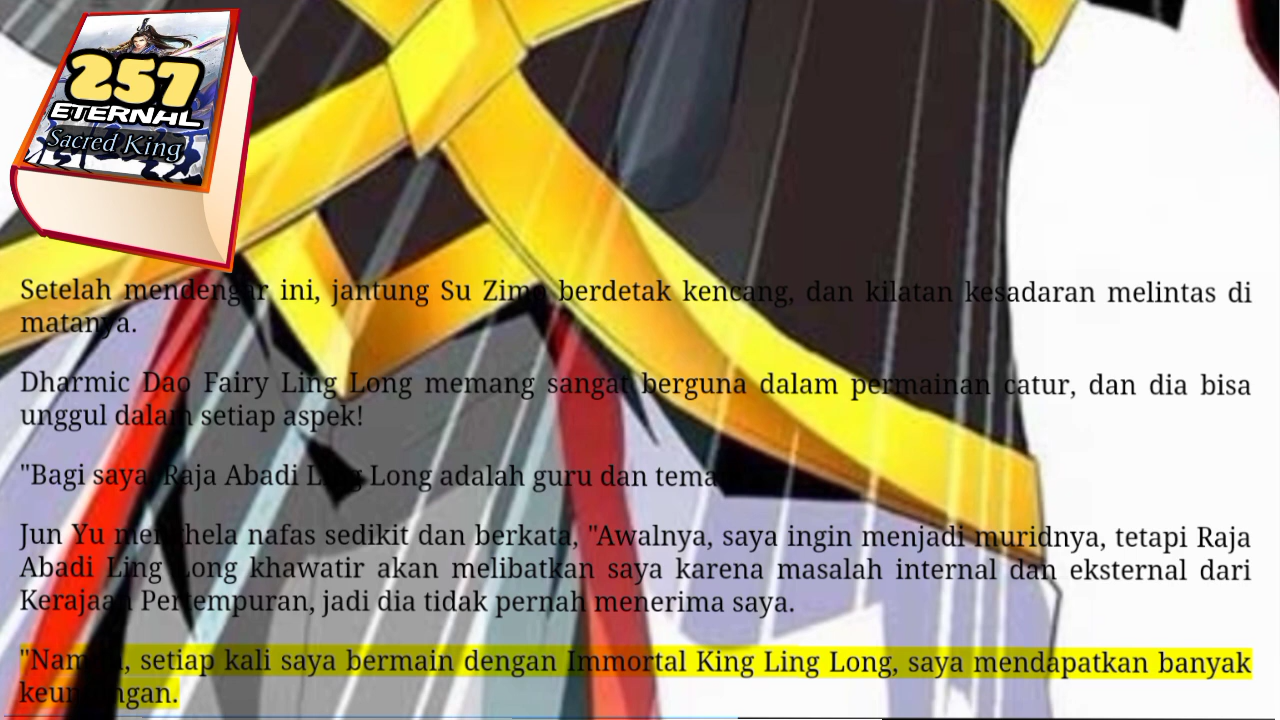 257
ETERNAL
Sacred King
Setelah mendengar ini, jantung Su Zimo berdetak kencang, dan kilatan kesadaran melintas di
matanya.
Dharmic Dao Fairy Ling Long memang sangat berguna dalam permainan catur, dan dia bisa
unggul dalam setiap aspek!
"Bagi saya, Raja Abadi Ling Long adalah guru dan teman."
Jun Yu menghela nafas sedikit dan berkata, "Awalnya, saya ingin menjadi muridnya, tetapi Raja
Abadi Ling Long khawatir akan melibatkan saya karena masalah internal dan eksternal dari
Kerajaan Pertempuran, jadi dia tidak pernah menerima saya.
"Namun, setiap kali saya bermain dengan Immortal King Ling Long, saya mendapatkan banyak
keuntungan.